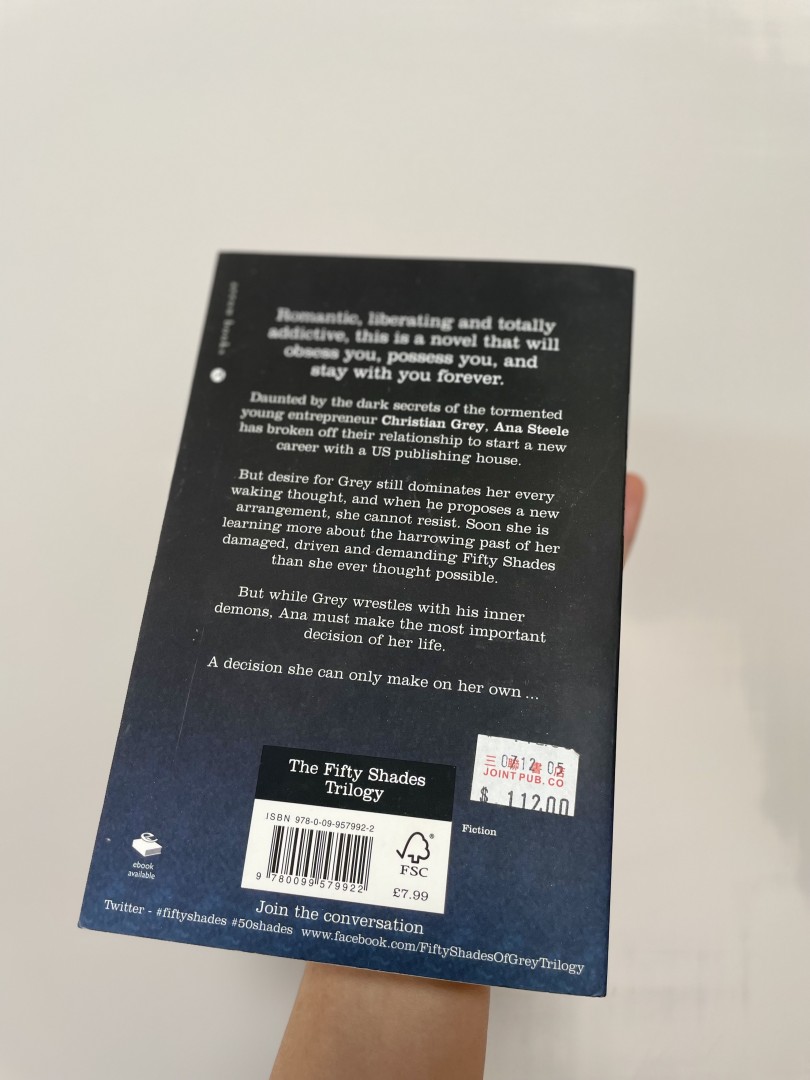 Romantic, liberating and totally
addictive, this is a novel that will
obsess you, possess you, and
stay with you forever.
Daunted by the dark secrets of the tormented
young entrepreneur Christian Grey, Ana Steele
has broken off their relationship to start a new
career with a US publishing house.
But desire for Grey still dominates her every
waking thought, and when he proposes a new
arrangement, she cannot resist. Soon she is
learning more about the harrowing past of her
damaged, driven and demanding Fifty Shades
than she ever thought possible.
But while Grey wrestles with his inner
demons, Ana must make the most important
decision of her life.
A decision she can only make on her own ...
The Fifty Shades
Trilogy
ISBN 978-0-09-957992-2
9 780099 579922
FSC
£7.99
三聯書店
0712 05
JOINT PUB. CO
$ 112.00
Fiction
ebook
available
Join the conversation
Twitter - #fiftyshades #50shades www.facebook.com/FiftyShadesOfGreyTrilogy